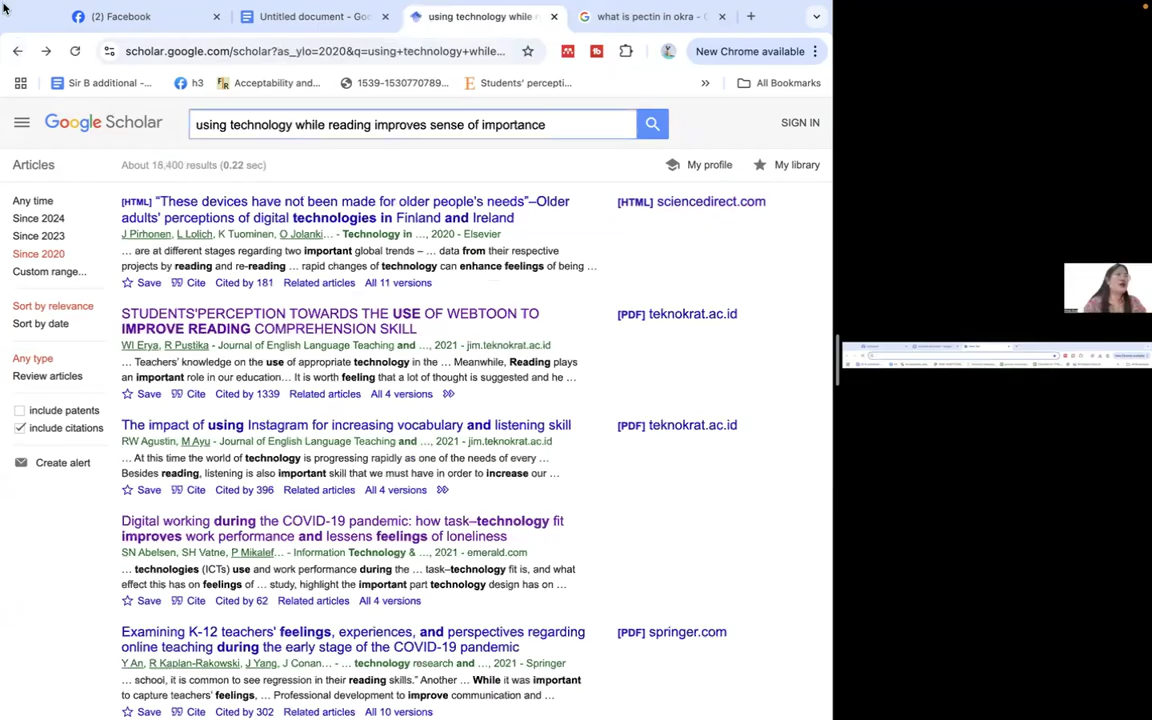 (2) Facebook
Untitled document - Goo
using technology while r
what is pectin in okra - G
scholar.google.com/scholar?as_ylo=2020&q=using+technology+while...
New Chrome available
Sir B additional -...
h3
Acceptability and...
1539-1530770789...
Students' percepti...
»
All Bookmarks
Google Scholar
using technology while reading improves sense of importance
SIGN IN
Articles
About 18,400 results (0.22 sec)
My profile
My library
Any time
Since 2024
Since 2023
Since 2020
Custom range...
Sort by relevance
Sort by date
Any type
Review articles
include patents
include citations
Create alert
[HTML] "These devices have not been made for older people's needs"–Older
adults' perceptions of digital technologies in Finland and Ireland
[HTML] sciencedirect.com
J Pirhonen, L Lolich, K Tuominen, O Jolanki... - Technology in ..., 2020 - Elsevier
... are at different stages regarding two important global trends – ... data from their respective
projects by reading and re-reading ... rapid changes of technology can enhance feelings of being ...
Save Cite Cited by 181 Related articles All 11 versions
STUDENTS'PERCEPTION TOWARDS THE USE OF WEBTOON TO
IMPROVE READING COMPREHENSION SKILL
[PDF] teknokrat.ac.id
WI Erya, R Pustika - Journal of English Language Teaching and ..., 2021 - jim.teknokrat.ac.id
... Teachers' knowledge on the use of appropriate technology in the ... Meanwhile, Reading plays
an important role in our education... It is worth feeling that a lot of thought is suggested and he ...
Save Cite Cited by 1339 Related articles All 4 versions »
The impact of using Instagram for increasing vocabulary and listening skill
[PDF] teknokrat.ac.id
RW Agustin, M Ayu - Journal of English Language Teaching and ..., 2021 - jim.teknokrat.ac.id
... At this time the world of technology is progressing rapidly as one of the needs of every ...
Besides reading, listening is also important skill that we must have in order to increase our ...
Save Cite Cited by 396 Related articles All 4 versions »
Digital working during the COVID-19 pandemic: how task–technology fit
improves work performance and lessens feelings of loneliness
SN Abelsen, SH Vatne, P Mikalef... - Information Technology & ..., 2021 - emerald.com
... technologies (ICTs) use and work performance during the ... task–technology fit is, and what
effect this has on feelings of ... study, highlight the important part technology design has on ...
Save Cite Cited by 62 Related articles All 4 versions
Examining K-12 teachers' feelings, experiences, and perspectives regarding
online teaching during the early stage of the COVID-19 pandemic
[PDF] springer.com
Y An, R Kaplan-Rakowski, J Yang, J Conan... - ... technology research and ..., 2021 - Springer
... school, it is common to see regression in their reading skills." Another ... While it was important
to capture teachers' feelings, ... Professional development to improve communication and ...
Save Cite Cited by 302 Related articles All 10 versions